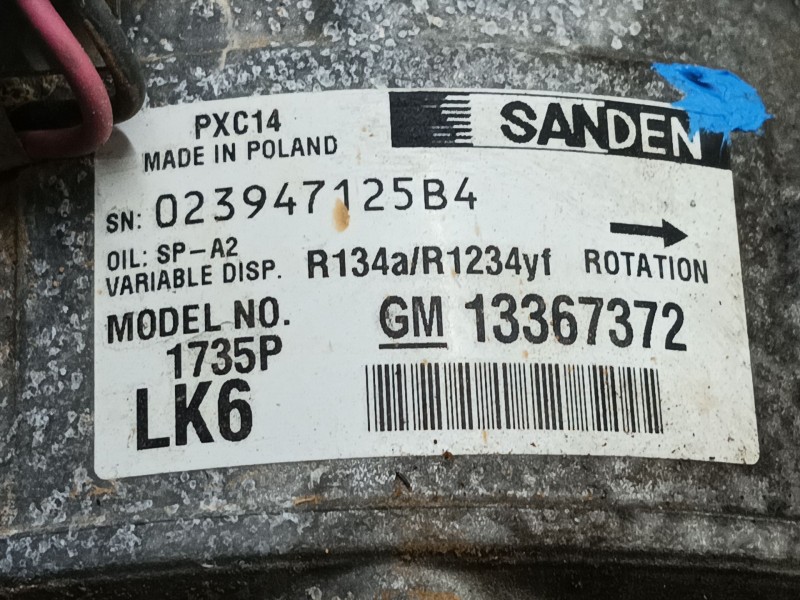 PXC14
SANDEN
MADE IN POLAND
SN: 023947125B4
OIL: SP-A2
VARIABLE DISP. R134a/R1234yf ROTATION
MODEL NO. GM 13367372
1735P
LK6